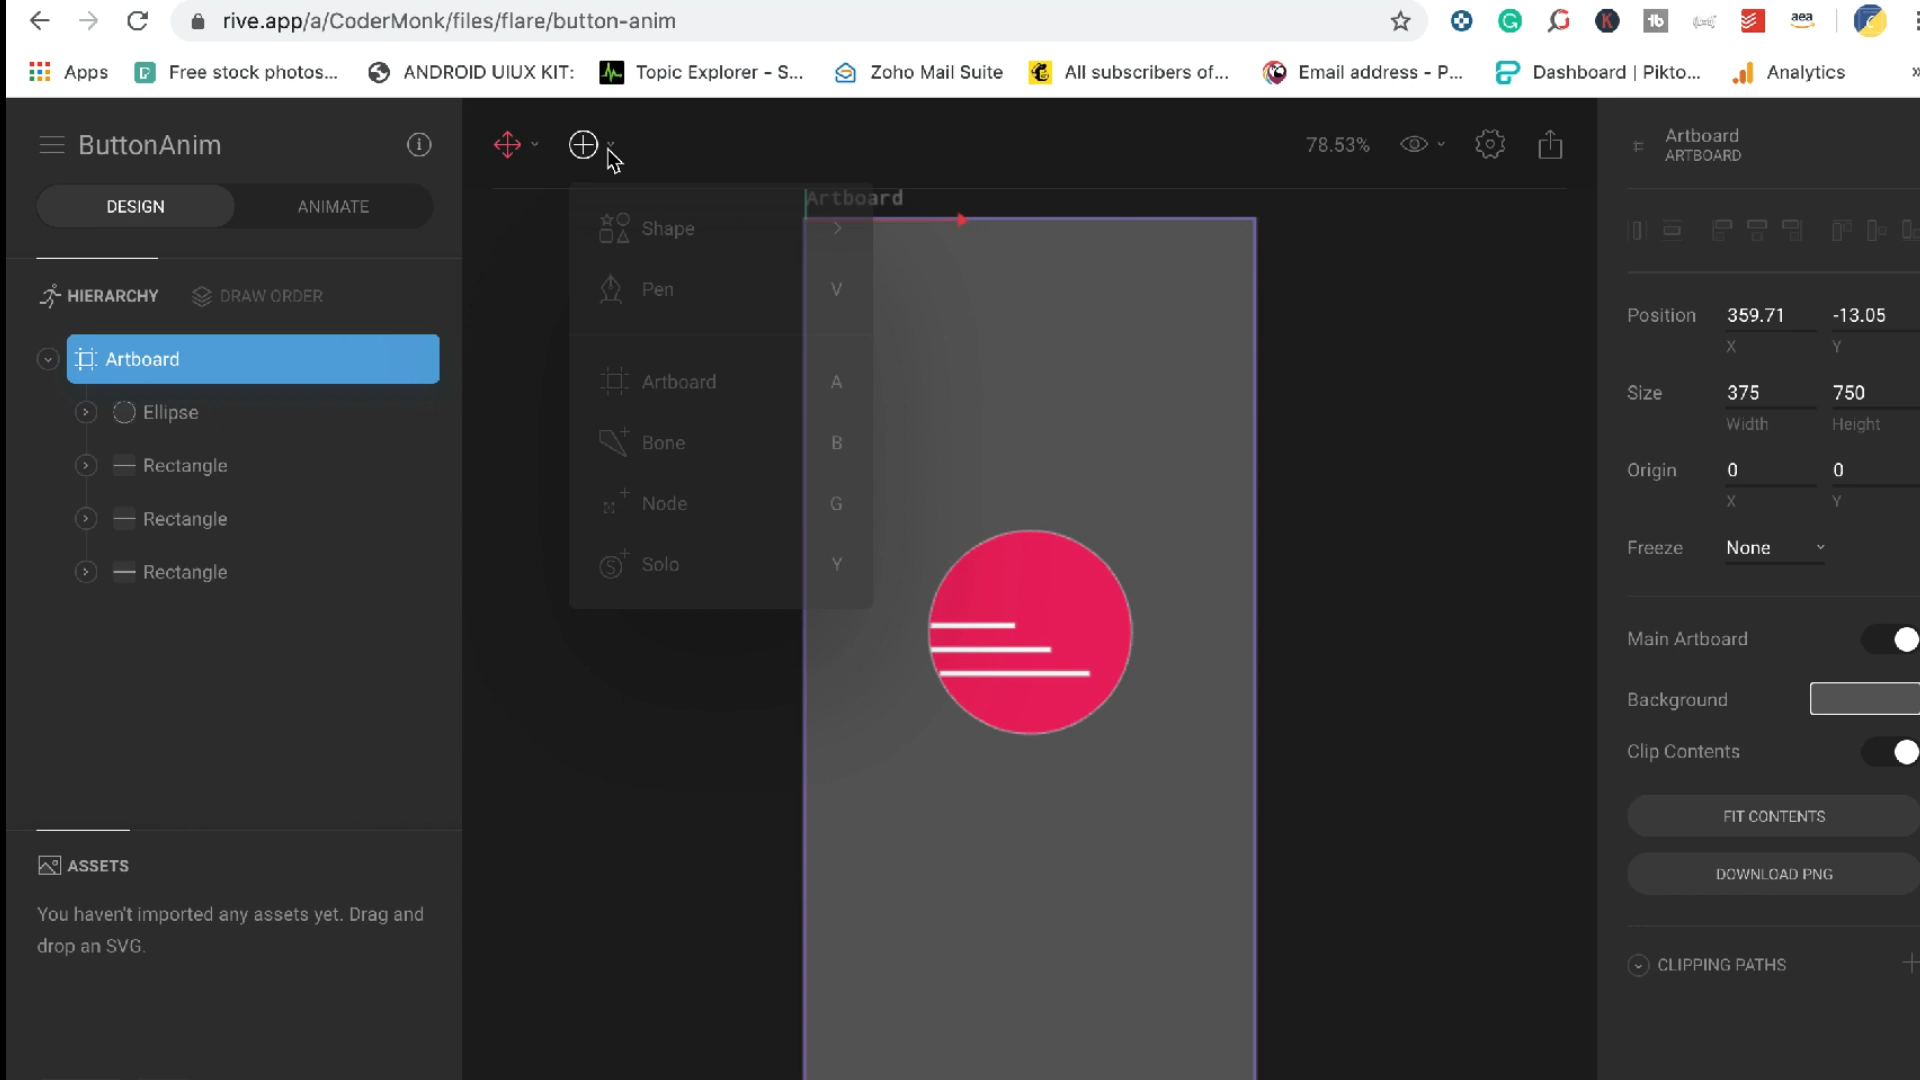 rive.app/a/CoderMonk/files/flare/button-anim
Apps
Free stock photos...
ANDROID UIUX KIT:
Topic Explorer - S...
Zoho Mail Suite
All subscribers of...
Email address - P...
Dashboard | Pikto...
Analytics
»
ButtonAnim
DESIGN
ANIMATE
HIERARCHY
DRAW ORDER
Artboard
Ellipse
Rectangle
Rectangle
Rectangle
ASSETS
You haven't imported any assets yet. Drag and
drop an SVG.
78.53%
Artboard
Shape
Pen V
Artboard A
Bone B
Node G
Solo Y
Artboard
ARTBOARD
Position 359.71 -13.05
X Y
Size 375 750
Width Height
Origin 0 0
X Y
Freeze None
Main Artboard
Background
Clip Contents
FIT CONTENTS
DOWNLOAD PNG
CLIPPING PATHS